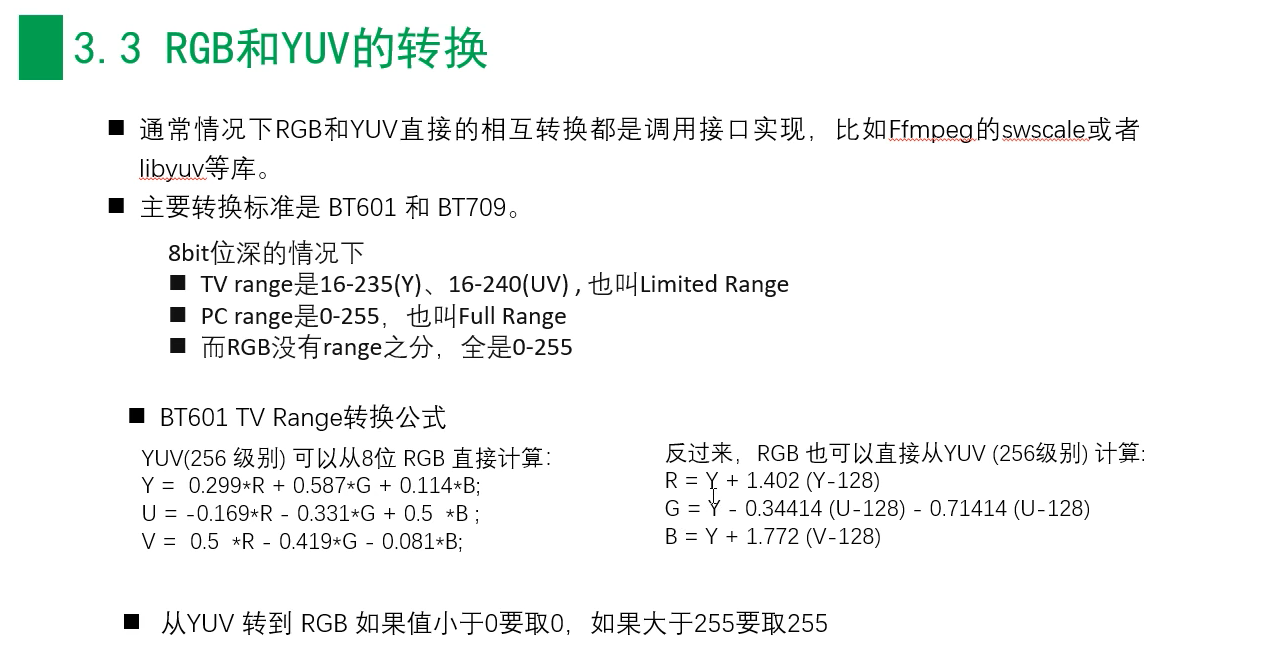 3.3 RGB和YUV的转换
■ 通常情况下RGB和YUV直接的相互转换都是调用接口实现，比如Ffmpeg的swscale或者
libyuv等库。
■ 主要转换标准是 BT601 和 BT709。
8bit位深的情况下
■ TV range是16-235(Y)、16-240(UV) , 也叫Limited Range
■ PC range是0-255，也叫Full Range
■ 而RGB没有range之分，全是0-255
■ BT601 TV Range转换公式
YUV(256 级别) 可以从8位 RGB 直接计算：
Y = 0.299*R + 0.587*G + 0.114*B;
U = -0.169*R - 0.331*G + 0.5 *B ;
V = 0.5 *R - 0.419*G - 0.081*B;
反过来，RGB 也可以直接从YUV (256级别) 计算:
R = Y + 1.402 (Y-128)
G = Y - 0.34414 (U-128) - 0.71414 (U-128)
B = Y + 1.772 (V-128)
■ 从YUV 转到 RGB 如果值小于0要取0，如果大于255要取255